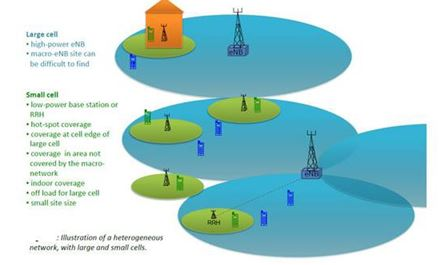 Large cell
• high-power eNB
• macro-eNB site can
be difficult to find
Small cell
• low-power base station or
RRH
• hot-spot coverage
• coverage at cell edge of
large cell
• coverage in area not
covered by the macro-
network
• indoor coverage
• off load for large cell
• small site size
eNB
eNB
RRH
: Illustration of a heterogeneous
network, with large and small cells.